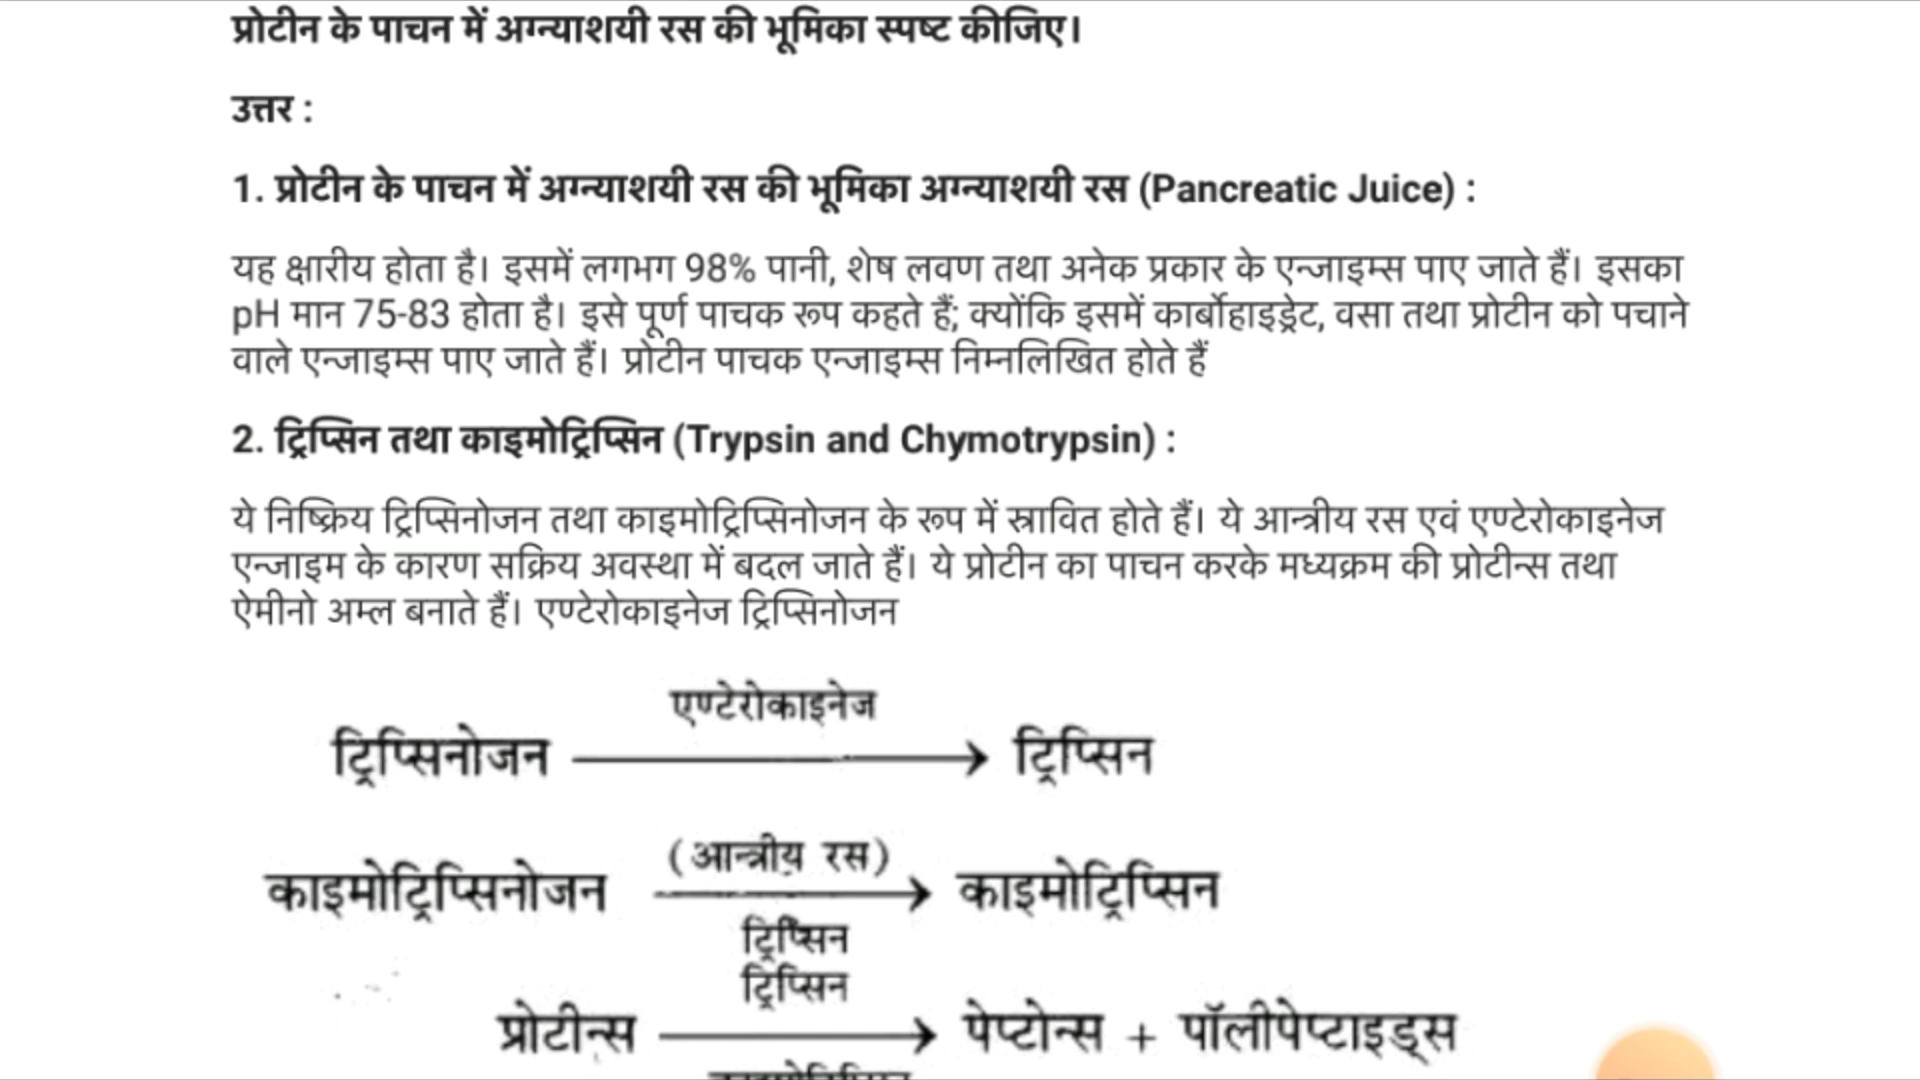 प्रोटीन के पाचन में अग्न्याशयी रस की भूमिका स्पष्ट कीजिए।
उत्तर :
1. प्रोटीन के पाचन में अग्न्याशयी रस की भूमिका अग्न्याशयी रस (Pancreatic Juice) :
यह क्षारीय होता है। इसमें लगभग 98% पानी, शेष लवण तथा अनेक प्रकार के एन्जाइम्स पाए जाते हैं। इसका
pH मान 75-83 होता है। इसे पूर्ण पाचक रूप कहते हैं; क्योंकि इसमें कार्बोहाइड्रेट, वसा तथा प्रोटीन को पचाने
वाले एन्जाइम्स पाए जाते हैं। प्रोटीन पाचक एन्जाइम्स निम्नलिखित होते हैं
2. ट्रिप्सिन तथा काइमोट्रिप्सिन (Trypsin and Chymotrypsin) :
ये निष्क्रिय ट्रिप्सिनोजन तथा काइमोट्रिप्सिनोजन के रूप में स्रावित होते हैं। ये आन्त्रीय रस एवं एण्टेरोकाइनेज
एन्जाइम के कारण सक्रिय अवस्था में बदल जाते हैं। ये प्रोटीन का पाचन करके मध्यक्रम की प्रोटीन्स तथा
ऐमीनो अम्ल बनाते हैं। एण्टेरोकाइनेज ट्रिप्सिनोजन
एण्टेरोकाइनेज
ट्रिप्सिनोजन → ट्रिप्सिन
(आन्त्रीय रस)
काइमोट्रिप्सिनोजन → काइमोट्रिप्सिन
ट्रिप्सिन
ट्रिप्सिन
प्रोटीन्स → पेप्टोन्स + पॉलीपेप्टाइड्स